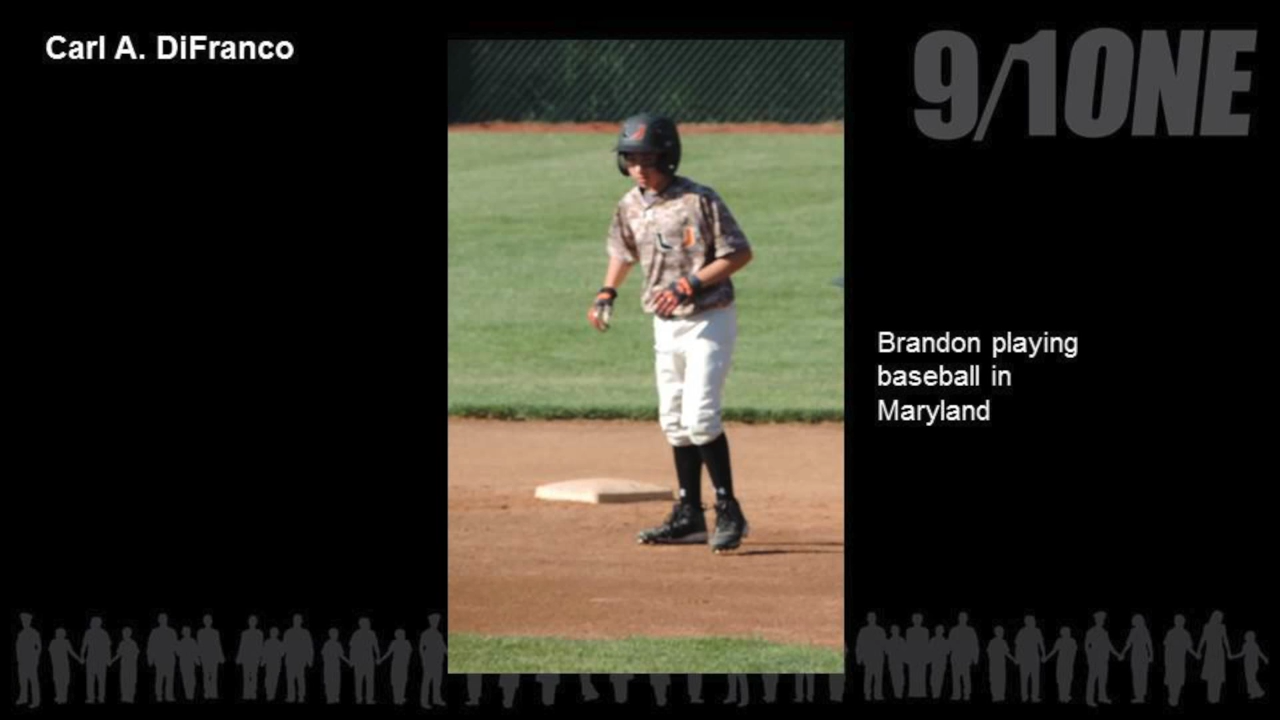 Carl A. DiFranco
9/1ONE
Brandon playing
baseball in
Maryland